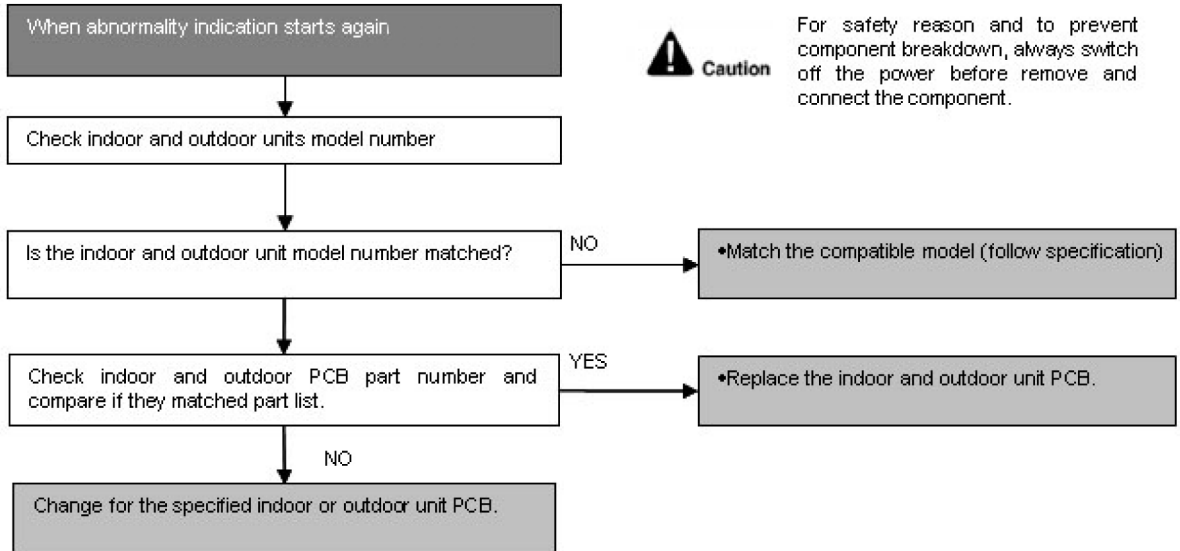 When abnormality indication starts again
For safety reason and to prevent
component breakdown, always switch
off the power before remove and
connect the component.
Caution
Check indoor and outdoor units model number
Is the indoor and outdoor unit model number matched?
NO
•Match the compatible model (follow specification)
Check indoor and outdoor PCB part number and
compare if they matched part list.
YES
•Replace the indoor and outdoor unit PCB.
NO
Change for the specified indoor or outdoor unit PCB.